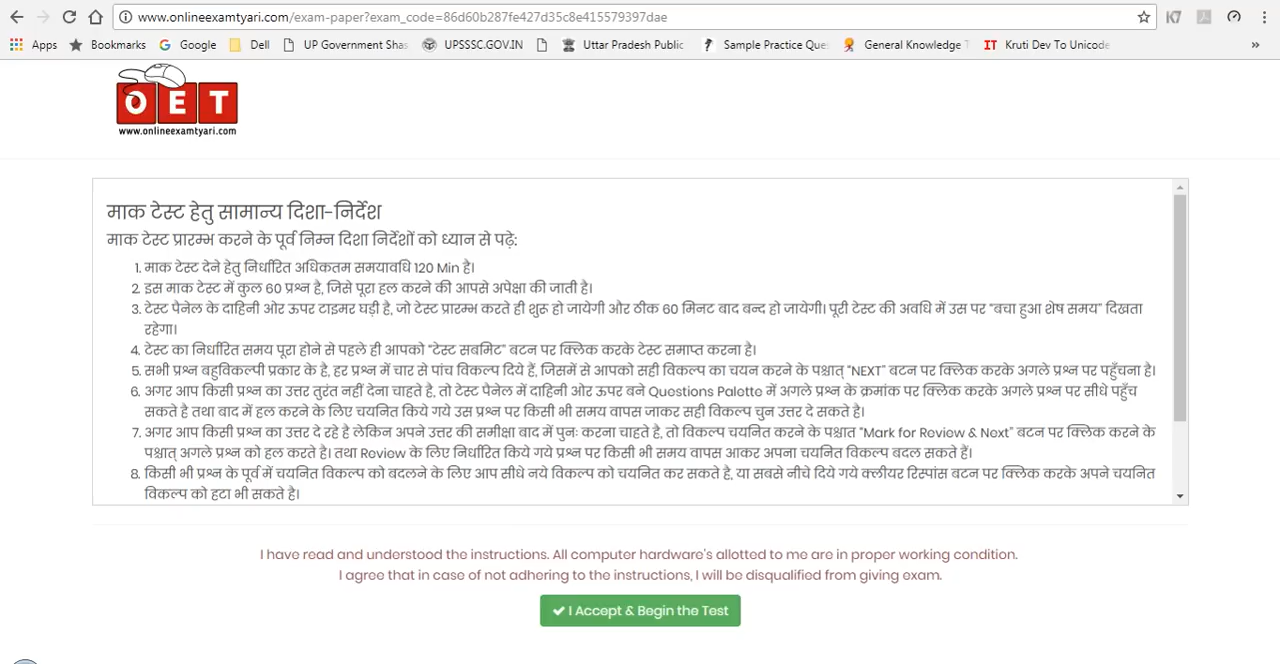 www.onlineexamtyari.com/exam-paper?exam_code=86d60b287fe427d35c8e415579397dae
Apps Bookmarks Google Dell UP Government Shas UPSSSC.GOV.IN Uttar Pradesh Public Sample Practice Que General Knowledge T Kruti Dev To Unicode »
OET
www.onlineexamtyari.com
माक टेस्ट हेतु सामान्य दिशा-निर्देश
माक टेस्ट प्रारम्भ करने के पूर्व निम्न दिशा निर्देशों को ध्यान से पढ़े:
1. माक टेस्ट देने हेतु निर्धारित अधिकतम समयावधि 120 Min है।
2. इस माक टेस्ट में कुल 60 प्रश्न है, जिसे पूरा हल करने की आपसे अपेक्षा की जाती है।
3. टेस्ट पैनेल के दाहिनी ओर ऊपर टाइमर घड़ी है, जो टेस्ट प्रारम्भ करते ही शुरू हो जायेगी और ठीक 60 मिनट बाद बन्द हो जायेगी। पूरी टेस्ट की अवधि में उस पर "बचा हुआ शेष समय" दिखता
रहेगा।
4. टेस्ट का निर्धारित समय पूरा होने से पहले ही आपको "टेस्ट सबमिट" बटन पर क्लिक करके टेस्ट समाप्त करना है।
5. सभी प्रश्न बहुविकल्पी प्रकार के है, हर प्रश्न में चार से पांच विकल्प दिये हैं, जिसमें से आपको सही विकल्प का चयन करने के पश्चात् "NEXT" बटन पर क्लिक करके अगले प्रश्न पर पहुँचना है।
6. अगर आप किसी प्रश्न का उत्तर तुरंत नहीं देना चाहते है, तो टेस्ट पेनेल में दाहिनी ओर ऊपर बने Questions Palette में अगले प्रश्न के क्रमांक पर क्लिक करके अगले प्रश्न पर सीधे पहुँच
सकते है तथा बाद में हल करने के लिए चयनित किये गये उस प्रश्न पर किसी भी समय वापस जाकर सही विकल्प चुन उत्तर दे सकते है।
7. अगर आप किसी प्रश्न का उत्तर दे रहे है लेकिन अपने उत्तर की समीक्षा बाद में पुनः करना चाहते है, तो विकल्प चयनित करने के पश्चात "Mark for Review & Next" बटन पर क्लिक करने के
पश्चात् अगले प्रश्न को हल करते है। तथा Review के लिए निर्धारित किये गये प्रश्न पर किसी भी समय वापस आकर अपना चयनित विकल्प बदल सकते हैं।
8. किसी भी प्रश्न के पूर्व में चयनित विकल्प को बदलने के लिए आप सीधे नये विकल्प को चयनित कर सकते है, या सबसे नीचे दिये गये क्लीयर रिस्पांस बटन पर क्लिक करके अपने चयनित
विकल्प को हटा भी सकते है।
I have read and understood the instructions. All computer hardware's allotted to me are in proper working condition.
I agree that in case of not adhering to the instructions, I will be disqualified from giving exam.
I Accept & Begin the Test